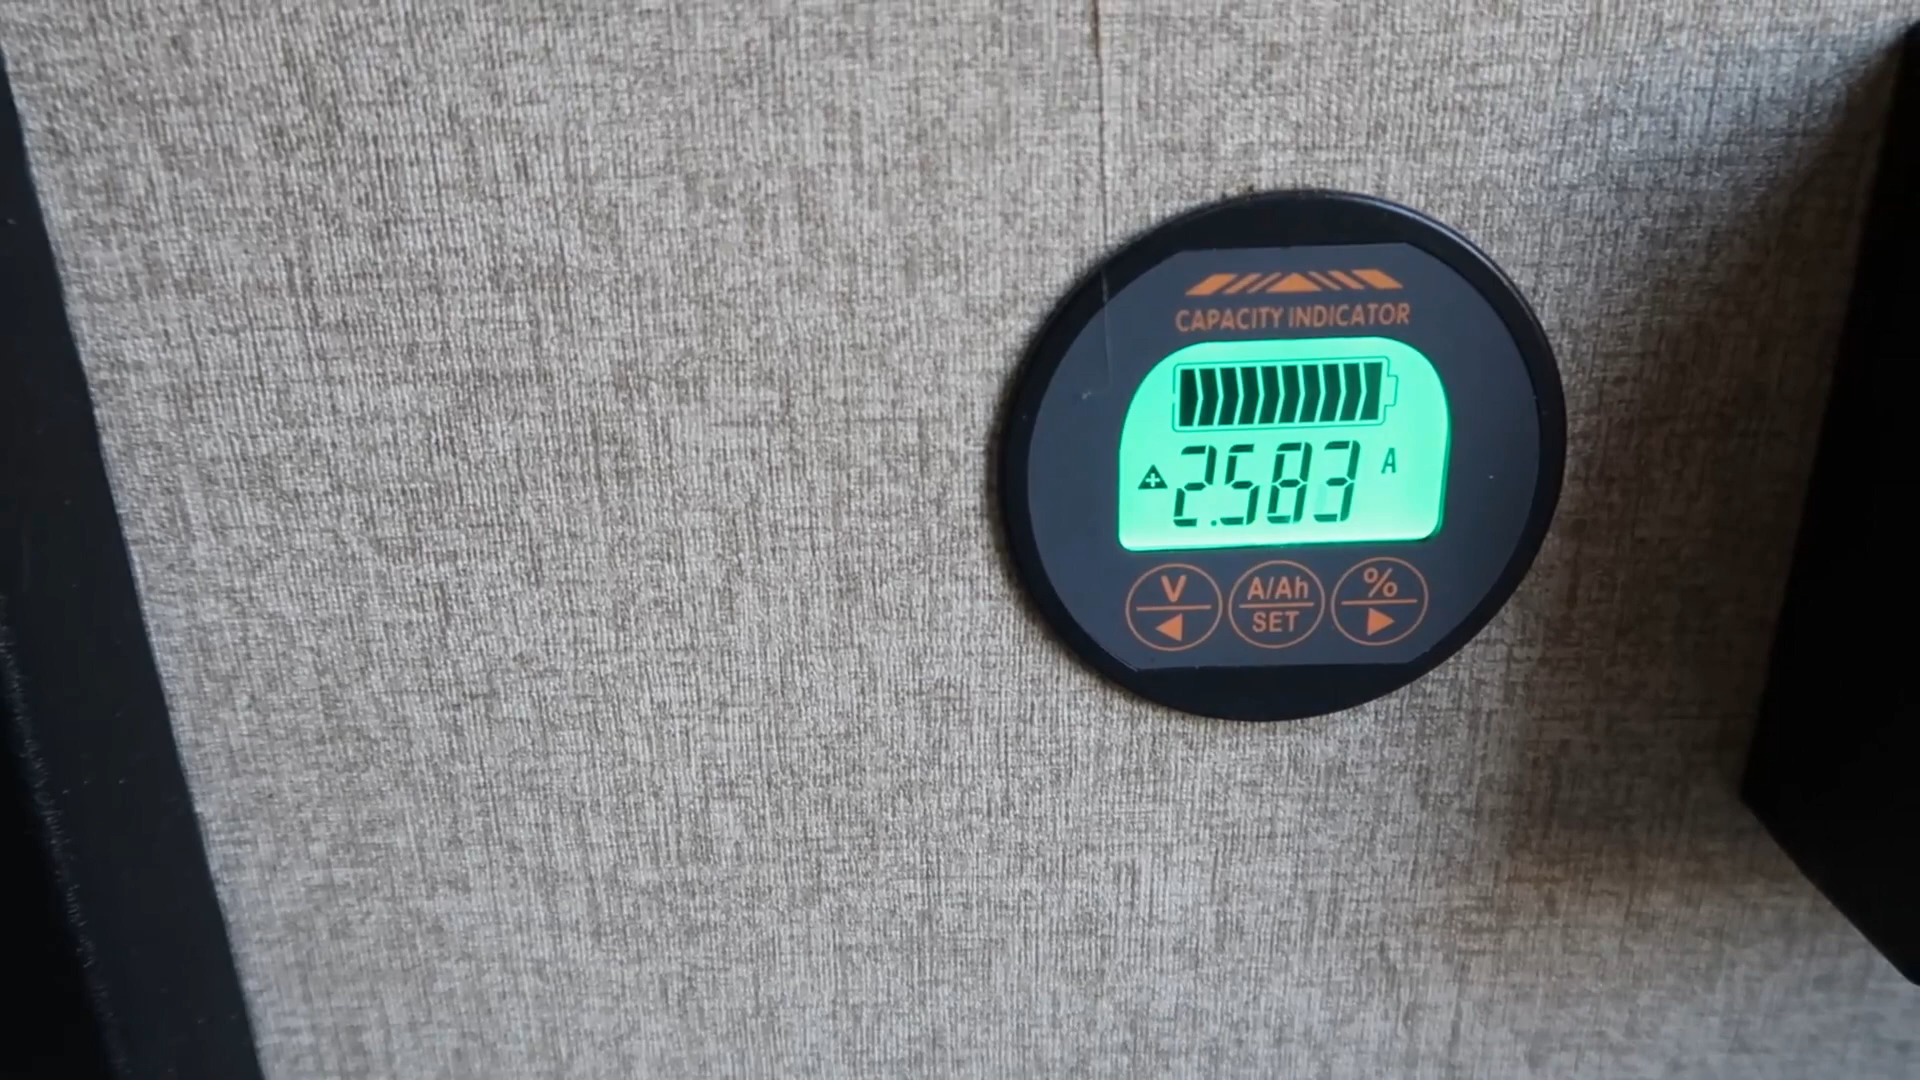 CAPACITY INDICATOR
2.583 A
V
A/Ah
SET
%